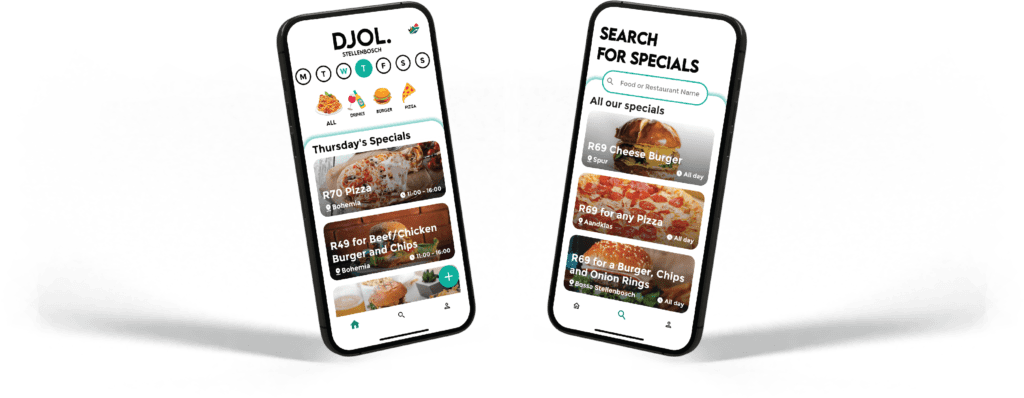 DJOL.
STELLENBOSCH
M T W T F S S
ALL DRINKS BURGER PIZZA
Thursday's Specials
R70 Pizza
Bohemia 11:00 - 16:00
R49 for Beef/Chicken
Burger and Chips
Bohemia 11:00 - 16:00
SEARCH
FOR SPECIALS
Food or Restaurant Name
All our specials
R69 Cheese Burger
Spur All day
R69 for any Pizza
Aandklas All day
R69 for a Burger, Chips
and Onion Rings
Bossa Stellenbosch All day